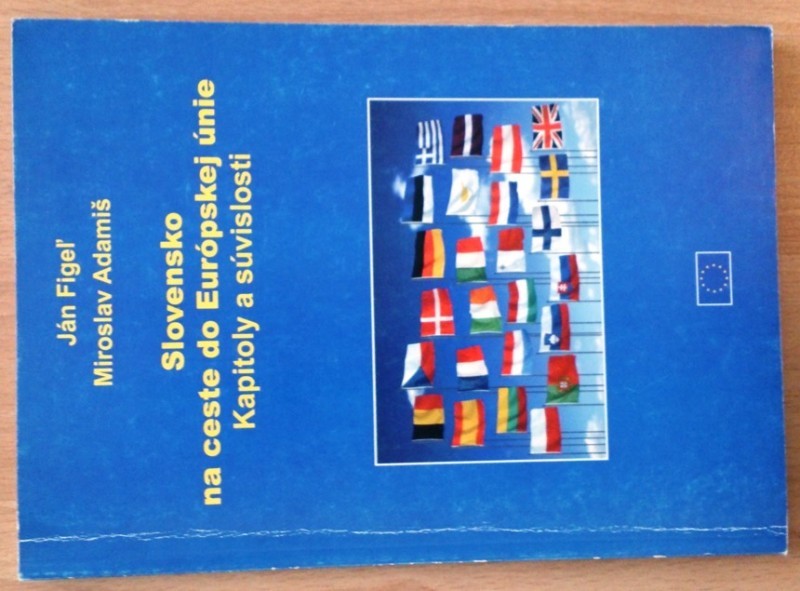 Ján Figeľ
Miroslav Adamiš
Slovensko
na ceste do Európskej únie
Kapitoly a súvislosti